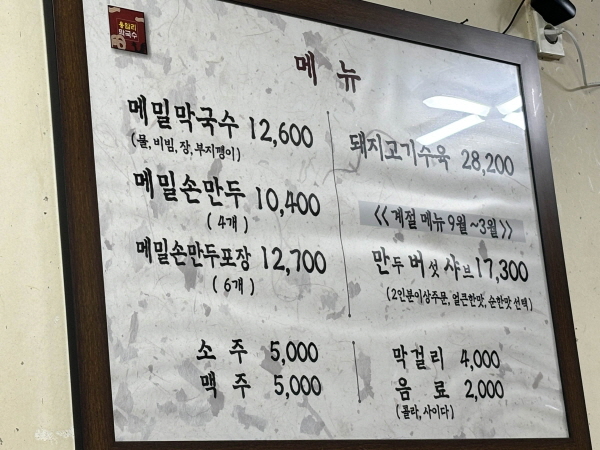 막국수
메 뉴
메밀막국수 12,600
(물, 비빔, 장, 부지깽이)
메밀손만두 10,400
(4개)
메밀손만두포장 12,700
(6개)
소 주 5,000
맥 주 5,000
돼지고기수육 28,200
<<계절 메뉴 9월~3월>>
만두버섯샤브 17,300
(2인분이상주문, 얼큰한맛, 순한맛 선택)
막걸리 4,000
음 료 2,000
(콜라, 사이다)